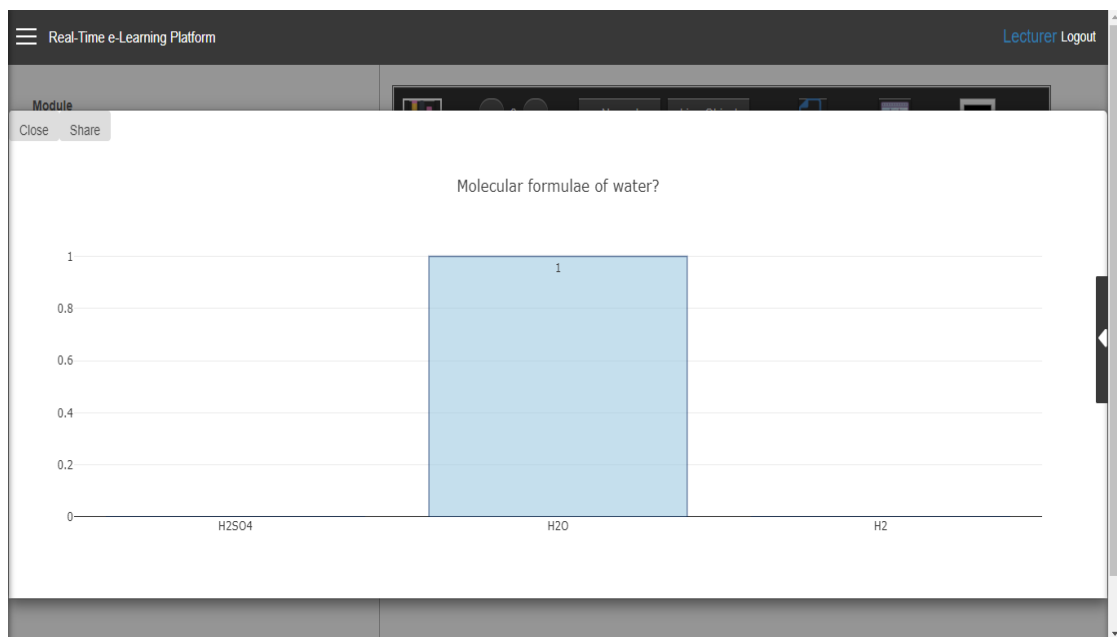 Real-Time e-Learning Platform
Lecturer Logout
Module
Close Share
Molecular formulae of water?
1
1
0.8
0.6
0.4
0.2
0
H2SO4 H2O H2